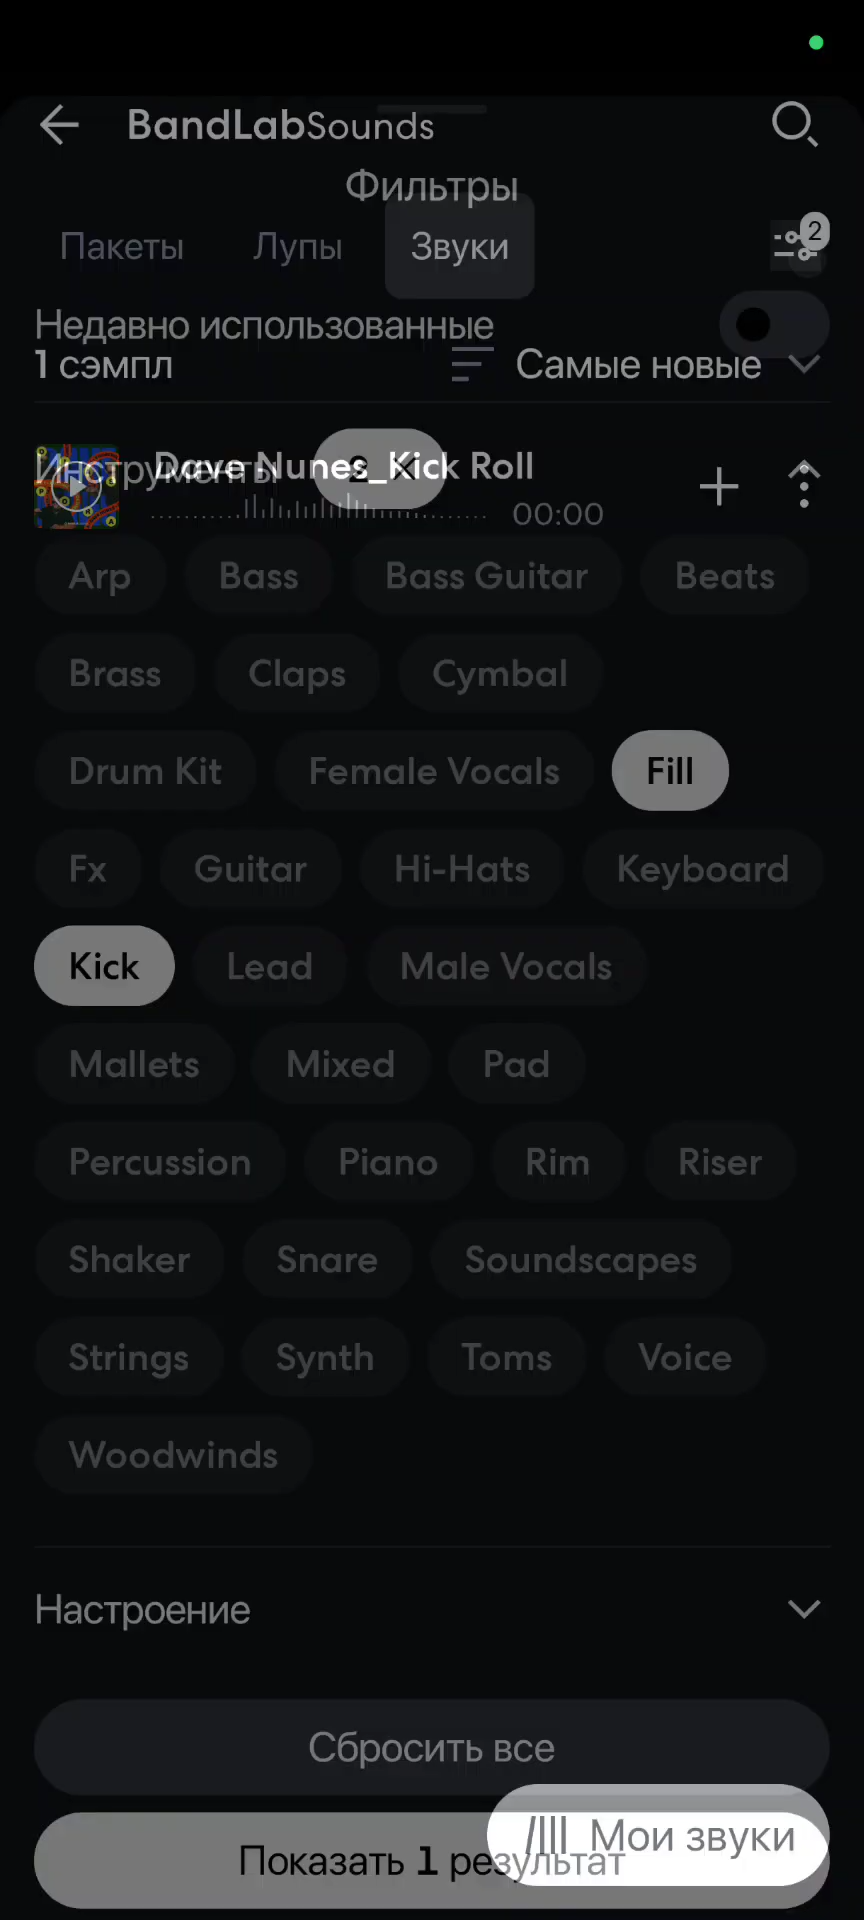 BandLabSounds
Фильтры
Пакеты Лупы Звуки 2
Недавно использованные
1 сэмпл Самые новые
Инструменты 2 ×
Dave Nunes_Kick Roll
00:00
Arp Bass Bass Guitar Beats
Brass Claps Cymbal
Drum Kit Female Vocals Fill
Fx Guitar Hi-Hats Keyboard
Kick Lead Male Vocals
Mallets Mixed Pad
Percussion Piano Rim Riser
Shaker Snare Soundscapes
Strings Synth Toms Voice
Woodwinds
Настроение
Сбросить все
Мои звуки
Показать 1 результат